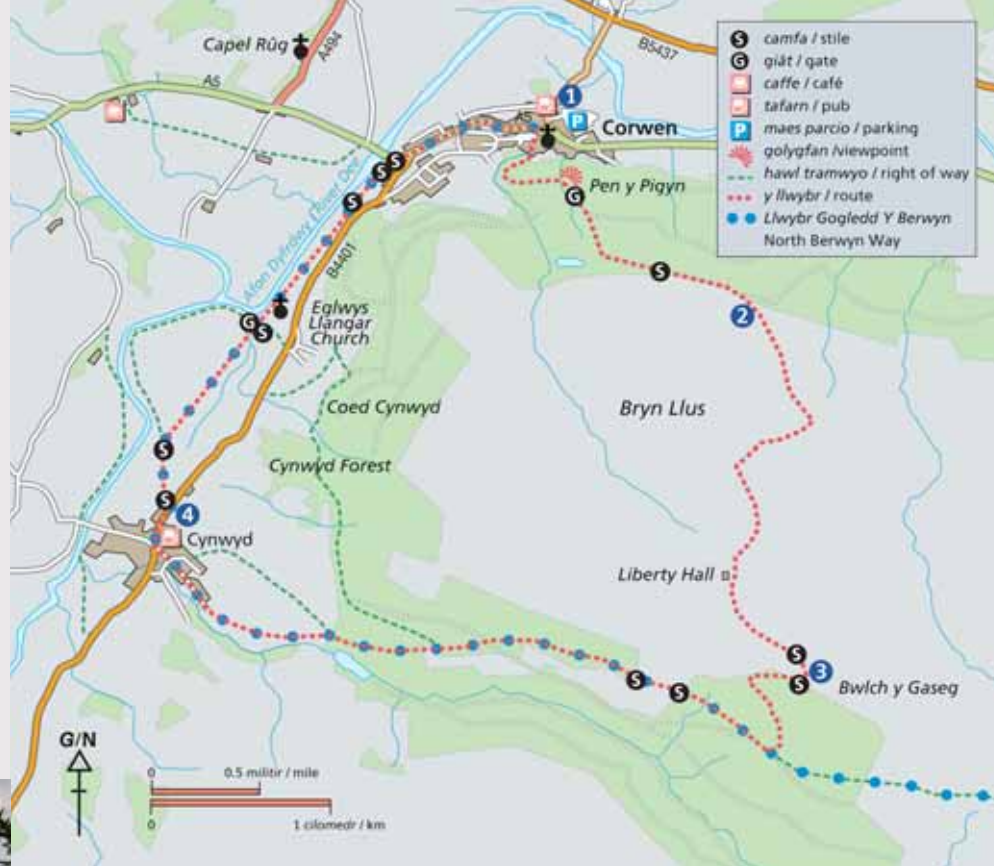 Capel Rûg
A494
B5437
A5
1
P
A5
Corwen
Pen y Pigyn
G
S
S
S
S
2
Afon Dyfrdwy / River Dee
B4401
G
S
Eglwys
Llangar
Church
Coed Cynwyd
Bryn Llus
S
Cynwyd Forest
S
4
Cynwyd
Liberty Hall
S
3
S
S
S
Bwlch y Gaseg
G/N
0
0.5 militir / mile
0
1 cilomedr / km
S camfa / stile
G giât / gate
caffe / café
tafarn / pub
P maes parcio / parking
golygfan /viewpoint
hawl tramwyo / right of way
y llwybr / route
Llwybr Gogledd Y Berwyn
North Berwyn Way